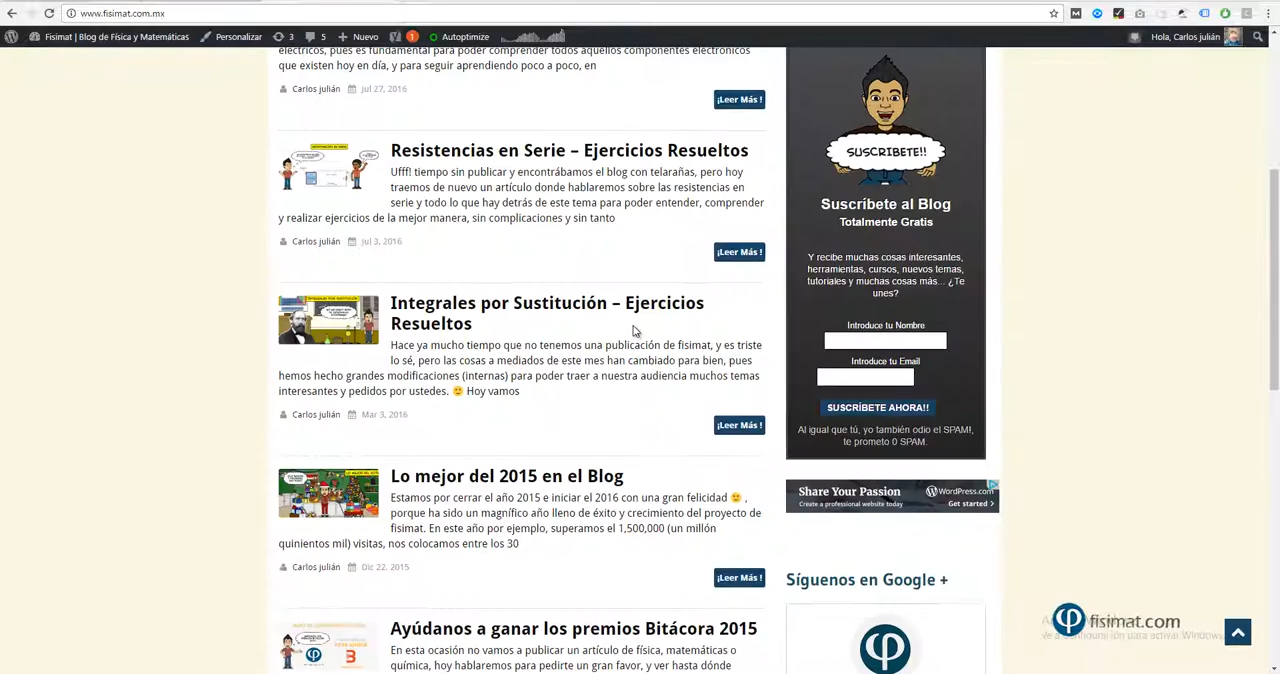 www.fisimat.com.mx
Fisimat | Blog de Física y Matemáticas
Personalizar
3
5
Nuevo
1
Autoptimize
Hola, Carlos julián
eléctricos, pues es fundamental para poder comprender todos aquellos componentes electrónicos
que existen hoy en día, y para seguir aprendiendo poco a poco, en
Carlos julián
Jul 27, 2016
¡Leer Más !
Resistencias en Serie – Ejercicios Resueltos
Ufff! tiempo sin publicar y encontrábamos el blog con telarañas, pero hoy
traemos de nuevo un artículo donde hablaremos sobre las resistencias en
serie y todo lo que hay detrás de este tema para poder entender, comprender
y realizar ejercicios de la mejor manera, sin complicaciones y sin tanto
Carlos julián
Jul 3, 2016
¡Leer Más !
Integrales por Sustitución – Ejercicios
Resueltos
Hace ya mucho tiempo que no tenemos una publicación de fisimat, y es triste
lo sé, pero las cosas a mediados de este mes han cambiado para bien, pues
hemos hecho grandes modificaciones (internas) para poder traer a nuestra audiencia muchos temas
interesantes y pedidos por ustedes. 🙂 Hoy vamos
Carlos julián
Mar 3, 2016
¡Leer Más !
Lo mejor del 2015 en el Blog
Estamos por cerrar el año 2015 e iniciar el 2016 con una gran felicidad 🙂 ,
porque ha sido un magnífico año lleno de éxito y crecimiento del proyecto de
fisimat. En este año por ejemplo, superamos el 1,500,000 (un millón
quinientos mil) visitas, nos colocamos entre los 30
Carlos julián
Dic 22, 2015
¡Leer Más !
Ayúdanos a ganar los premios Bitácora 2015
En esta ocasión no vamos a publicar un artículo de física, matemáticas o
química, hoy hablaremos para pedirte un gran favor, y ver hasta dónde
SUSCRIBETE!!
Suscríbete al Blog
Totalmente Gratis
Y recibe muchas cosas interesantes,
herramientas, cursos, nuevos temas,
tutoriales y muchas cosas más... ¿Te
unes?
Introduce tu Nombre
Introduce tu Email
SUSCRÍBETE AHORA!!
Al igual que tú, yo también odio el SPAM!,
te prometo 0 SPAM.
Share Your Passion
Create a professional website today
WordPress.com
Get started >
Síguenos en Google +
fisimat.com
Ve a Configuración para activar Windows.